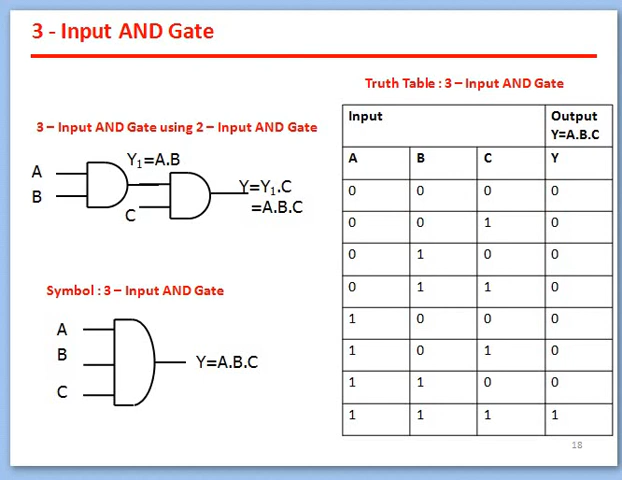 3 - Input AND Gate
3 – Input AND Gate using 2 – Input AND Gate
Y₁=A.B
A
B
C
Y=Y₁.C
=A.B.C
Symbol : 3 – Input AND Gate
A
B
C
Y=A.B.C
Truth Table : 3 – Input AND Gate
Input Output
Y=A.B.C
A B C Y
0 0 0 0
0 0 1 0
0 1 0 0
0 1 1 0
1 0 0 0
1 0 1 0
1 1 0 0
1 1 1 1
18